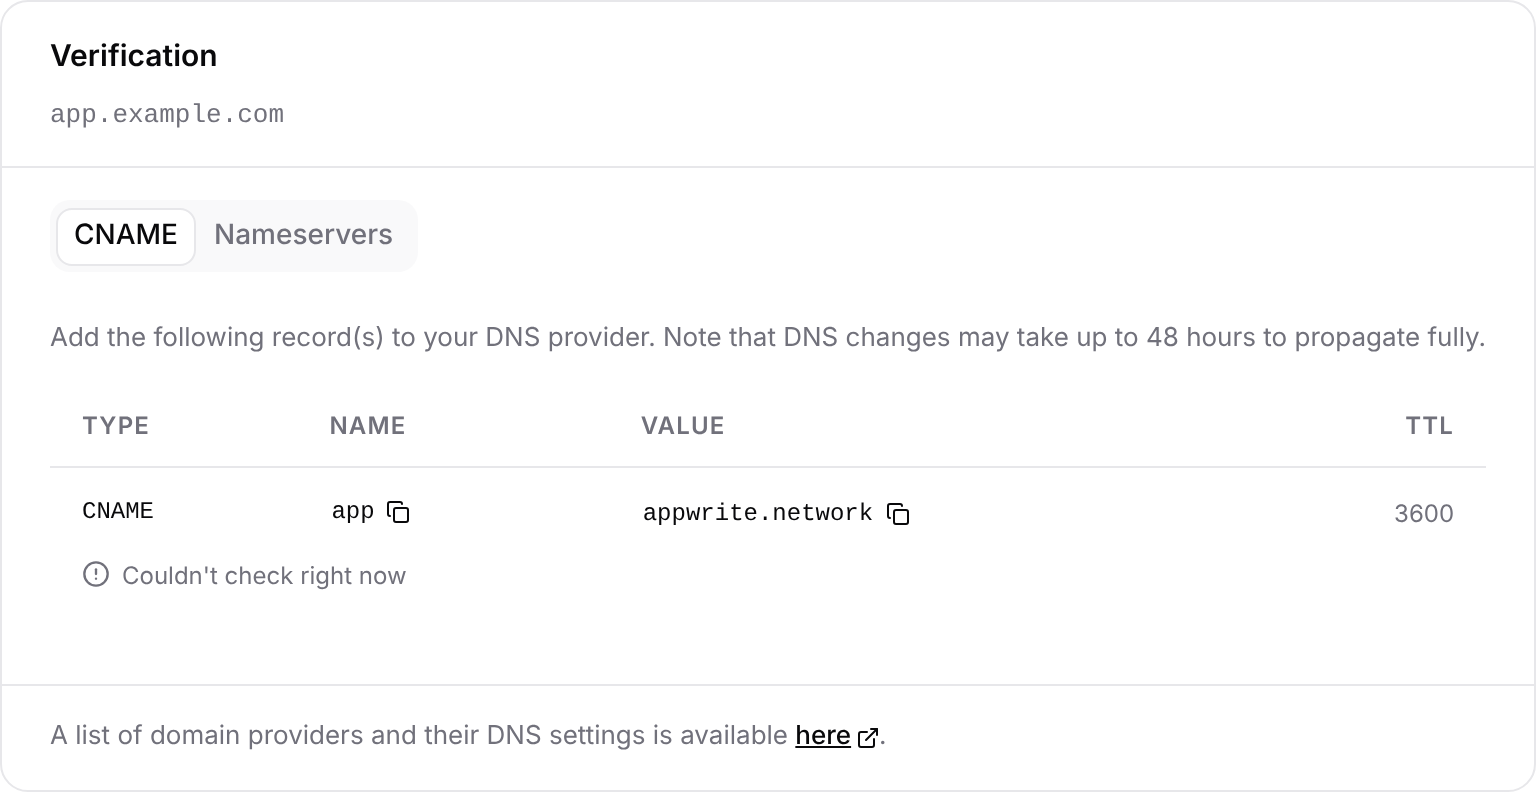 Verification
app.example.com
CNAME Nameservers
Add the following record(s) to your DNS provider. Note that DNS changes may take up to 48 hours to propagate fully.
TYPE NAME VALUE TTL
CNAME app appwrite.network 3600
Couldn't check right now
A list of domain providers and their DNS settings is available here.